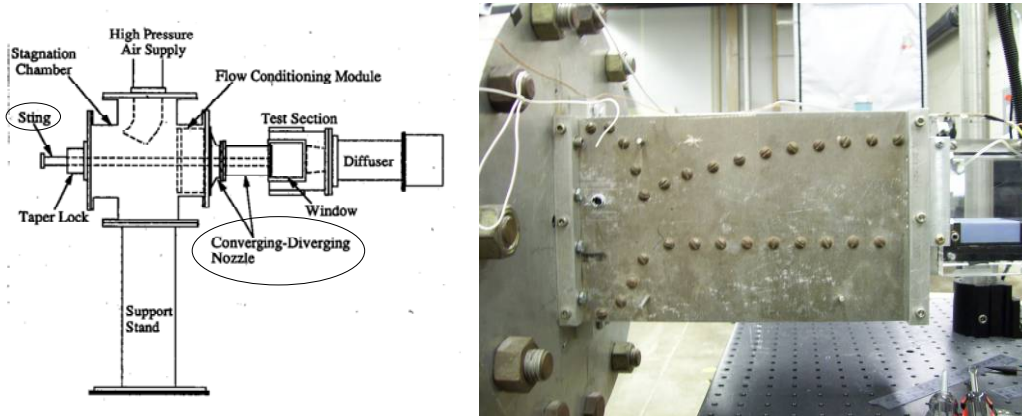 High Pressure
Air Supply
Stagnation
Chamber
Flow Conditioning Module
Sting
Test Section
Diffuser
Taper Lock
Window
Converging-Diverging
Nozzle
Support
Stand